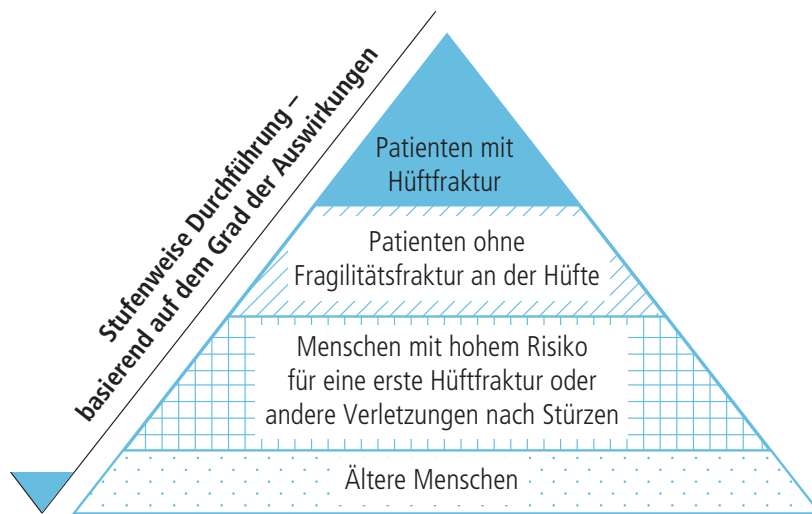 Stufenweise Durchführung –
basierend auf dem Grad der Auswirkungen
Patienten mit
Hüftfraktur
Patienten ohne
Fragilitätsfraktur an der Hüfte
Menschen mit hohem Risiko
für eine erste Hüftfraktur oder
andere Verletzungen nach Stürzen
Ältere Menschen